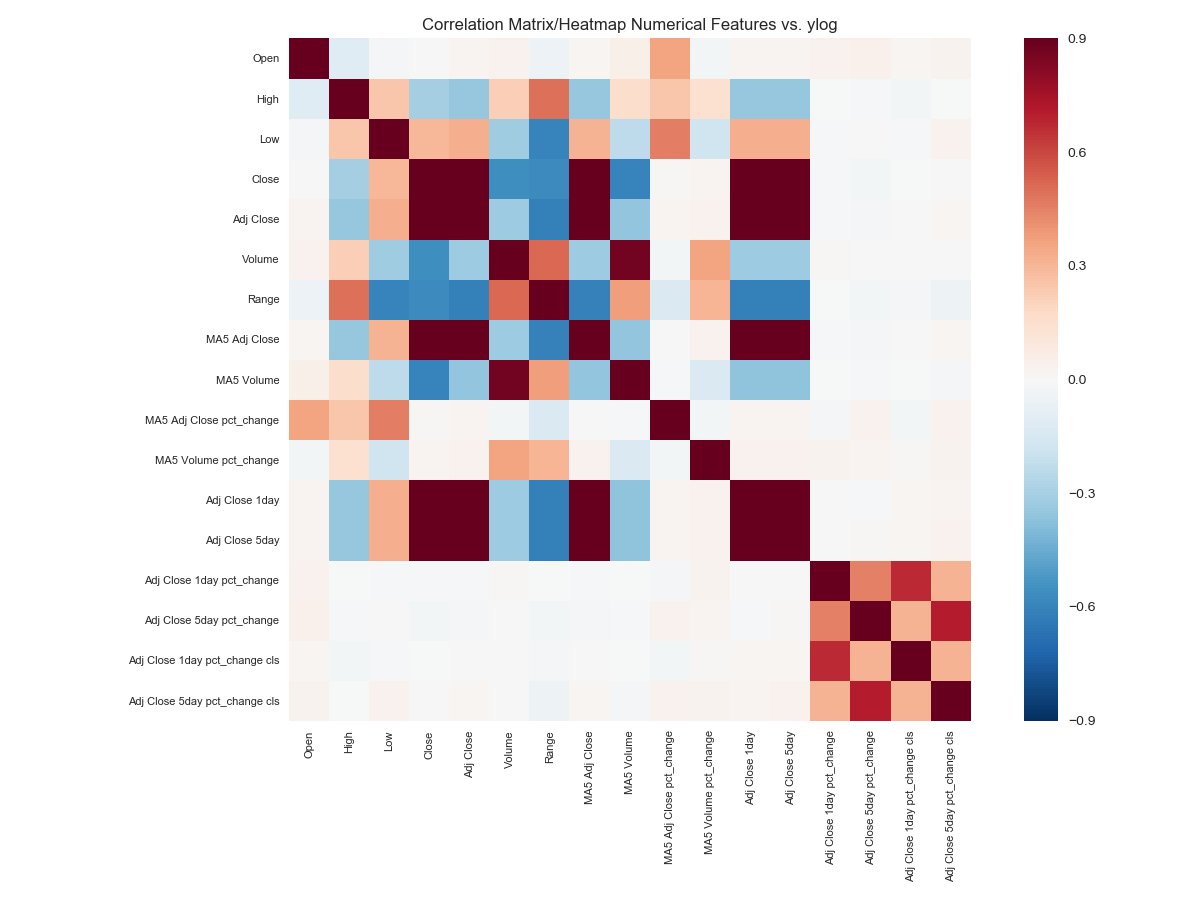 Correlation Matrix/Heatmap Numerical Features vs. ylog
Open
High
Low
Close
Adj Close
Volume
Range
MA5 Adj Close
MA5 Volume
MA5 Adj Close pct_change
MA5 Volume pct_change
Adj Close 1day
Adj Close 5day
Adj Close 1day pct_change
Adj Close 5day pct_change
Adj Close 1day pct_change cls
Adj Close 5day pct_change cls
Open
High
Low
Close
Adj Close
Volume
Range
MA5 Adj Close
MA5 Volume
MA5 Adj Close pct_change
MA5 Volume pct_change
Adj Close 1day
Adj Close 5day
Adj Close 1day pct_change
Adj Close 5day pct_change
Adj Close 1day pct_change cls
Adj Close 5day pct_change cls
0.9
0.6
0.3
0.0
−0.3
−0.6
−0.9